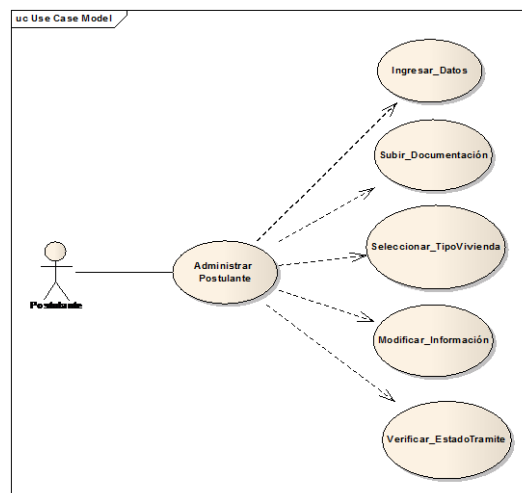 uc Use Case Model
Ingresar_Datos
Subir_Documentación
Seleccionar_TipoVivienda
Administrar
Postulante
Postulante
Modificar_Información
Verificar_EstadoTramite